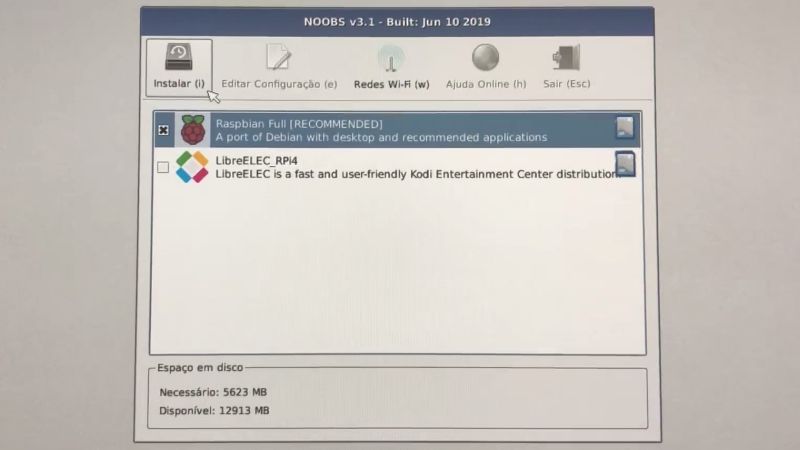 NOOBS v3.1 - Built: Jun 10 2019
Instalar (i)
Editar Configuração (e)
Redes Wi-Fi (w)
Ajuda Online (h)
Sair (Esc)
Raspbian Full [RECOMMENDED]
A port of Debian with desktop and recommended applications
LibreELEC_RPi4
LibreELEC is a fast and user-friendly Kodi Entertainment Center distribution.
Espaço em disco
Necessário: 5623 MB
Disponível: 12913 MB